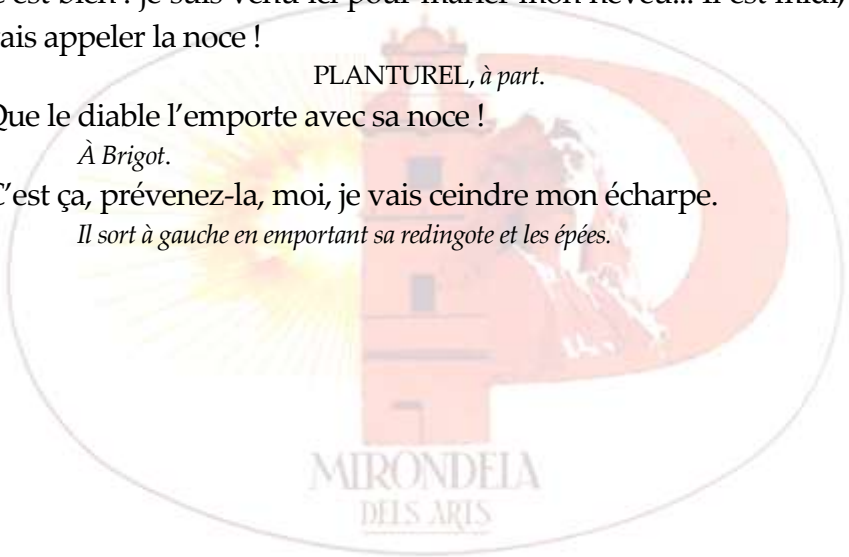 ais appeler la noce !
PLANTUREL, à part.
Que le diable l’emporte avec sa noce !
À Brigot.
C’est ça, prévenez-la, moi, je vais ceindre mon écharpe.
Il sort à gauche en emportant sa redingote et les épées.
MIRONDELA
DELS ARTS